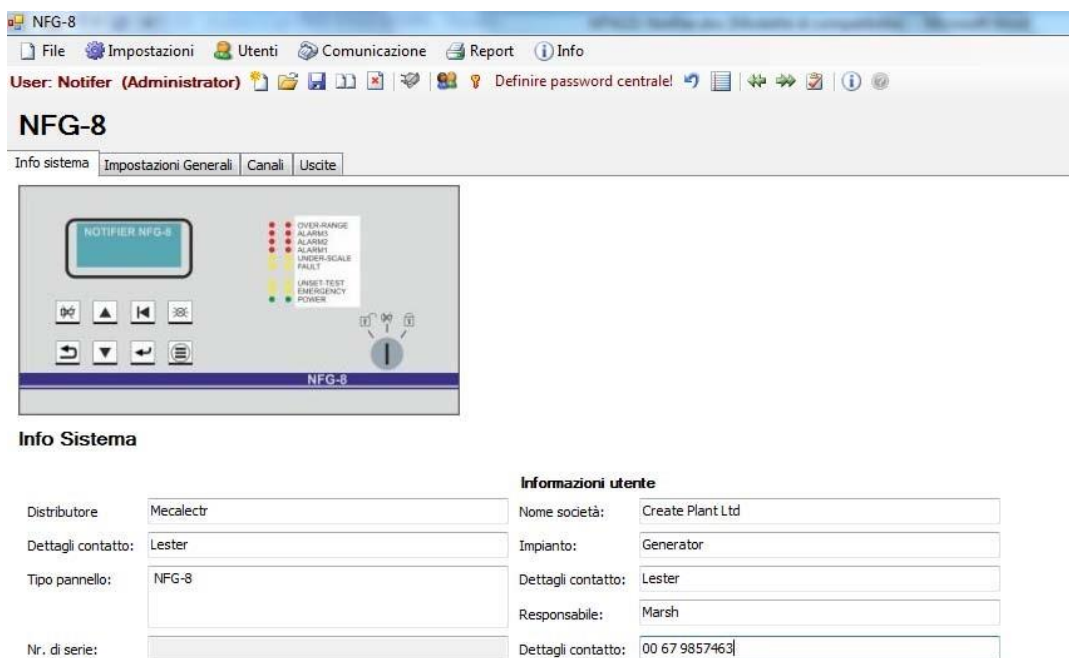 NFG-8
File Impostazioni Utenti Comunicazione Report Info
User: Notifer (Administrator) Definire password centrale!
NFG-8
Info sistema Impostazioni Generali Canali Uscite
NOTIFIER NFG-8
OVER-RANGE
ALARM3
ALARM2
ALARM1
UNDER-SCALE
FAULT
UNSET-TEST
EMERGENCY
POWER
NFG-8
Info Sistema
Informazioni utente
Distributore Mecalectr Nome società: Create Plant Ltd
Dettagli contatto: Lester Impianto: Generator
Tipo pannello: NFG-8 Dettagli contatto: Lester
Responsabile: Marsh
Nr. di serie: Dettagli contatto: 00 67 9857463